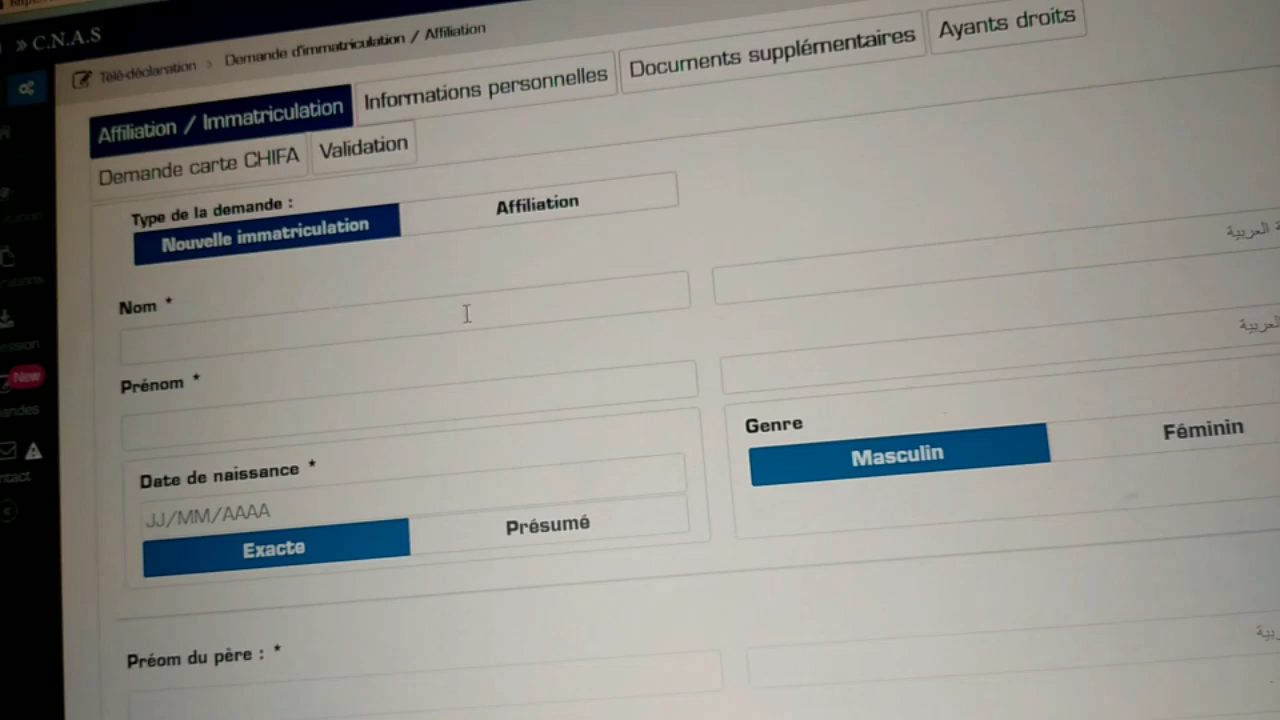 » C.N.A.S
Télé-déclaration > Demande d'immatriculation / Affiliation
Affiliation / Immatriculation
Informations personnelles
Documents supplémentaires
Ayants droits
Demande carte CHIFA
Validation
Type de la demande :
Nouvelle immatriculation
Affiliation
العربية
Nom *
العربية
Prénom *
Genre
Masculin
Féminin
Date de naissance *
JJ/MM/AAAA
Exacte
Présumé
Préom du père : *
New